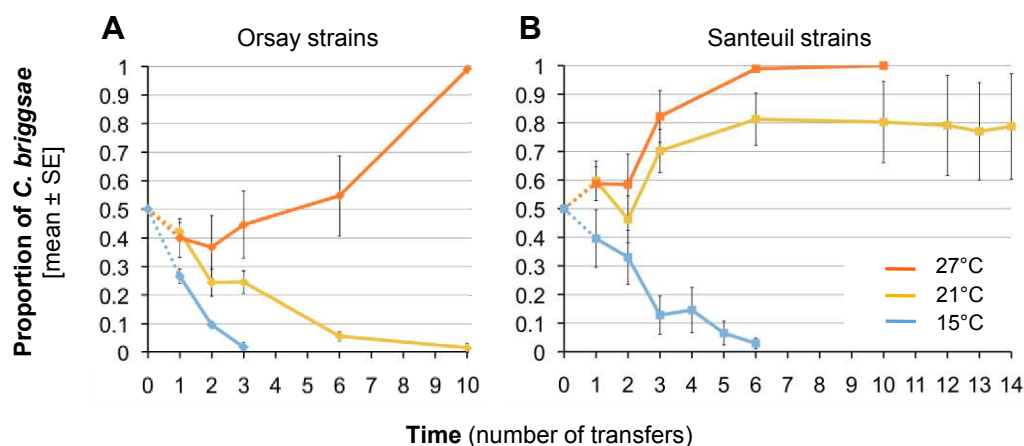 A
Orsay strains
B
Santeuil strains
Proportion of C. briggsae
[mean ± SE]
1
0.9
0.8
0.7
0.6
0.5
0.4
0.3
0.2
0.1
0
0 1 2 3 4 5 6 7 8 9 10
1
0.9
0.8
0.7
0.6
0.5
0.4
0.3
0.2
0.1
0
0 1 2 3 4 5 6 7 8 9 10 11 12 13 14
27°C
21°C
15°C
Time (number of transfers)